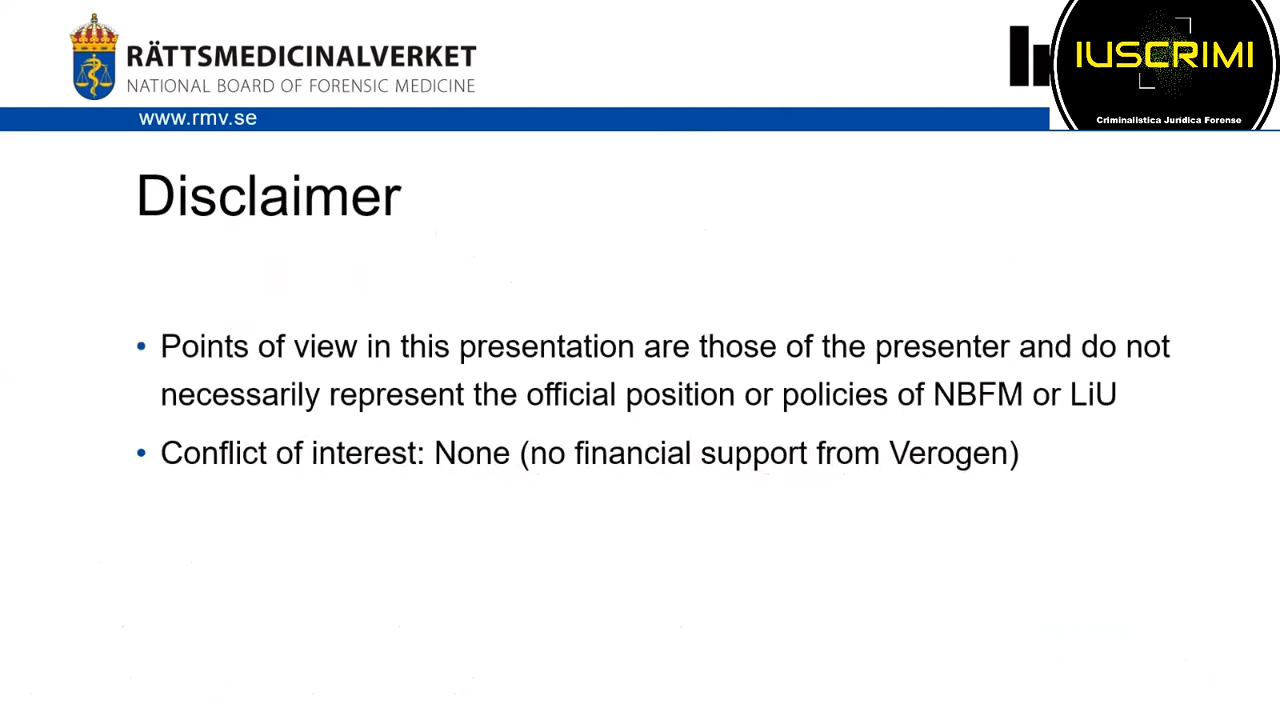 RÄTTSMEDICINALVERKET
NATIONAL BOARD OF FORENSIC MEDICINE
IUSCRIMI
Criminalistica Jurídica Forense
www.rmv.se
Disclaimer
• Points of view in this presentation are those of the presenter and do not
necessarily represent the official position or policies of NBFM or LiU
• Conflict of interest: None (no financial support from Verogen)